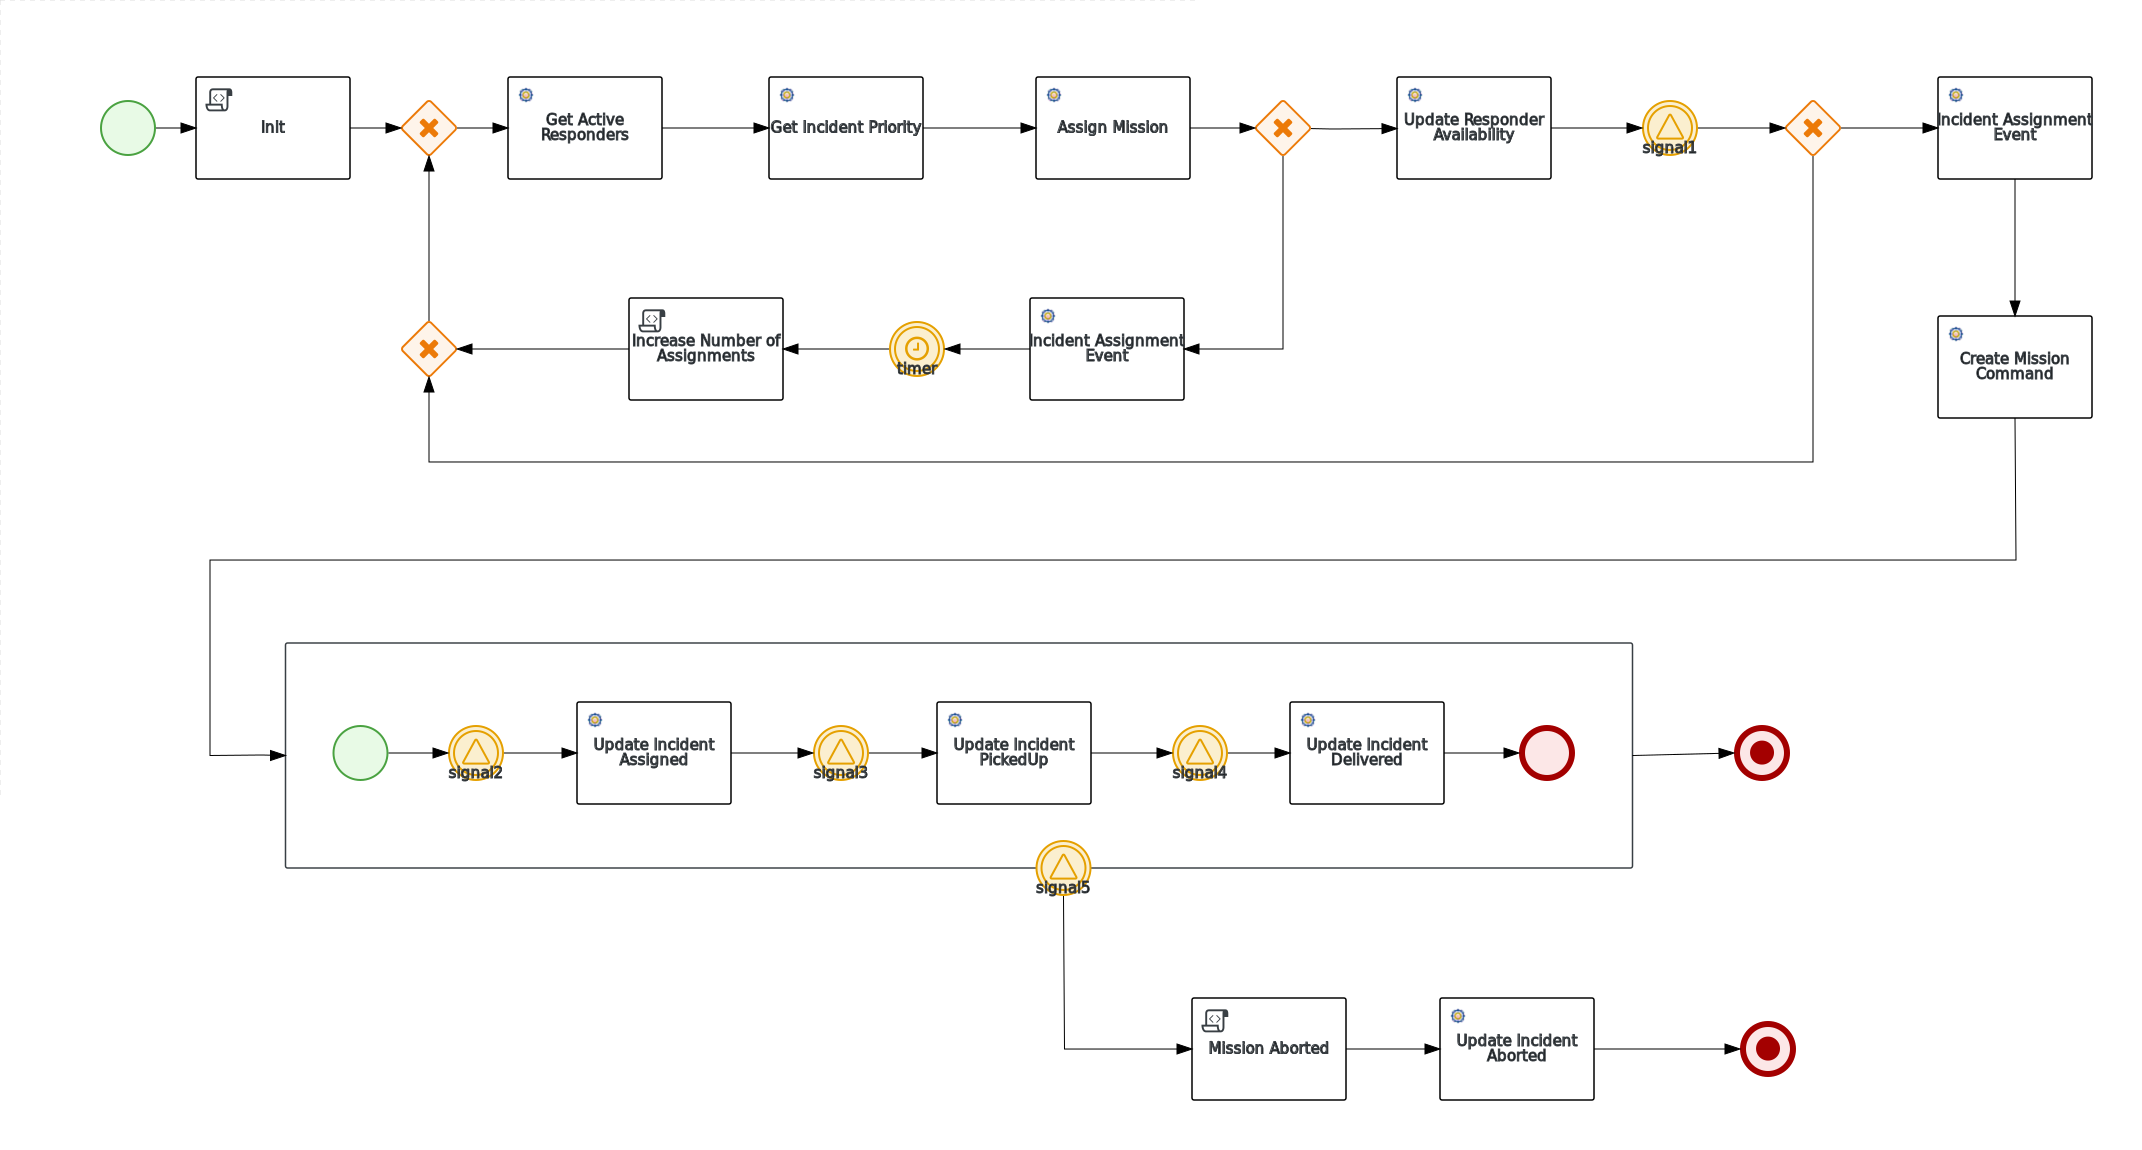 Init
Get Active
Responders
Get Incident Priority
Assign Mission
Update Responder
Availability
signal1
Incident Assignment
Event
Increase Number of
Assignments
timer
Incident Assignment
Event
Create Mission
Command
signal2
Update Incident
Assigned
signal3
Update Incident
PickedUp
signal4
Update Incident
Delivered
signal5
Mission Aborted
Update Incident
Aborted